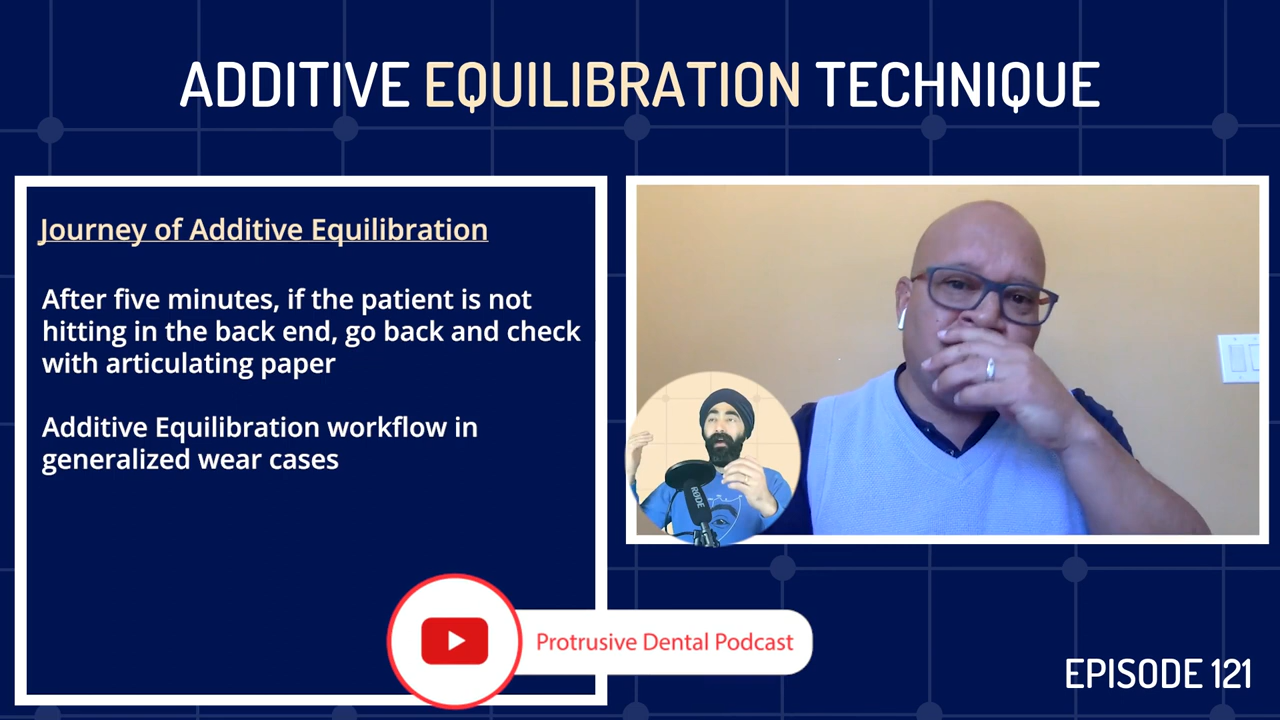 ADDITIVE EQUILIBRATION TECHNIQUE
Journey of Additive Equilibration
After five minutes, if the patient is not
hitting in the back end, go back and check
with articulating paper
Additive Equilibration workflow in
generalized wear cases
RØDE
Protrusive Dental Podcast
EPISODE 121